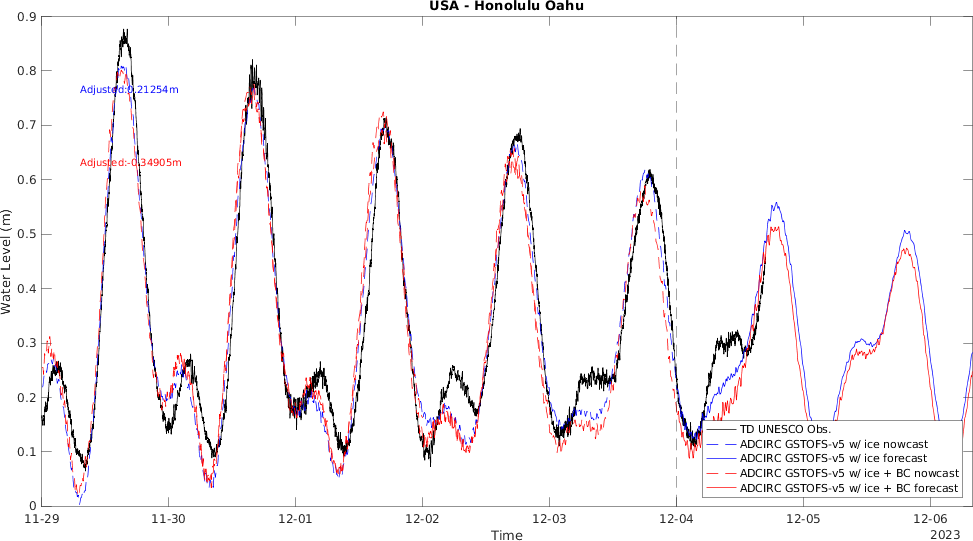 USA - Honolulu Oahu
0.9
0.8
0.7
0.6
0.5
0.4
0.3
0.2
0.1
0
Water Level (m)
Adjusted:0.21254m
Adjusted:-0.34905m
TD UNESCO Obs.
ADCIRC GSTOFS-v5 w/ ice nowcast
ADCIRC GSTOFS-v5 w/ ice forecast
ADCIRC GSTOFS-v5 w/ ice + BC nowcast
ADCIRC GSTOFS-v5 w/ ice + BC forecast
11-29 11-30 12-01 12-02 12-03 12-04 12-05 12-06
Time
2023